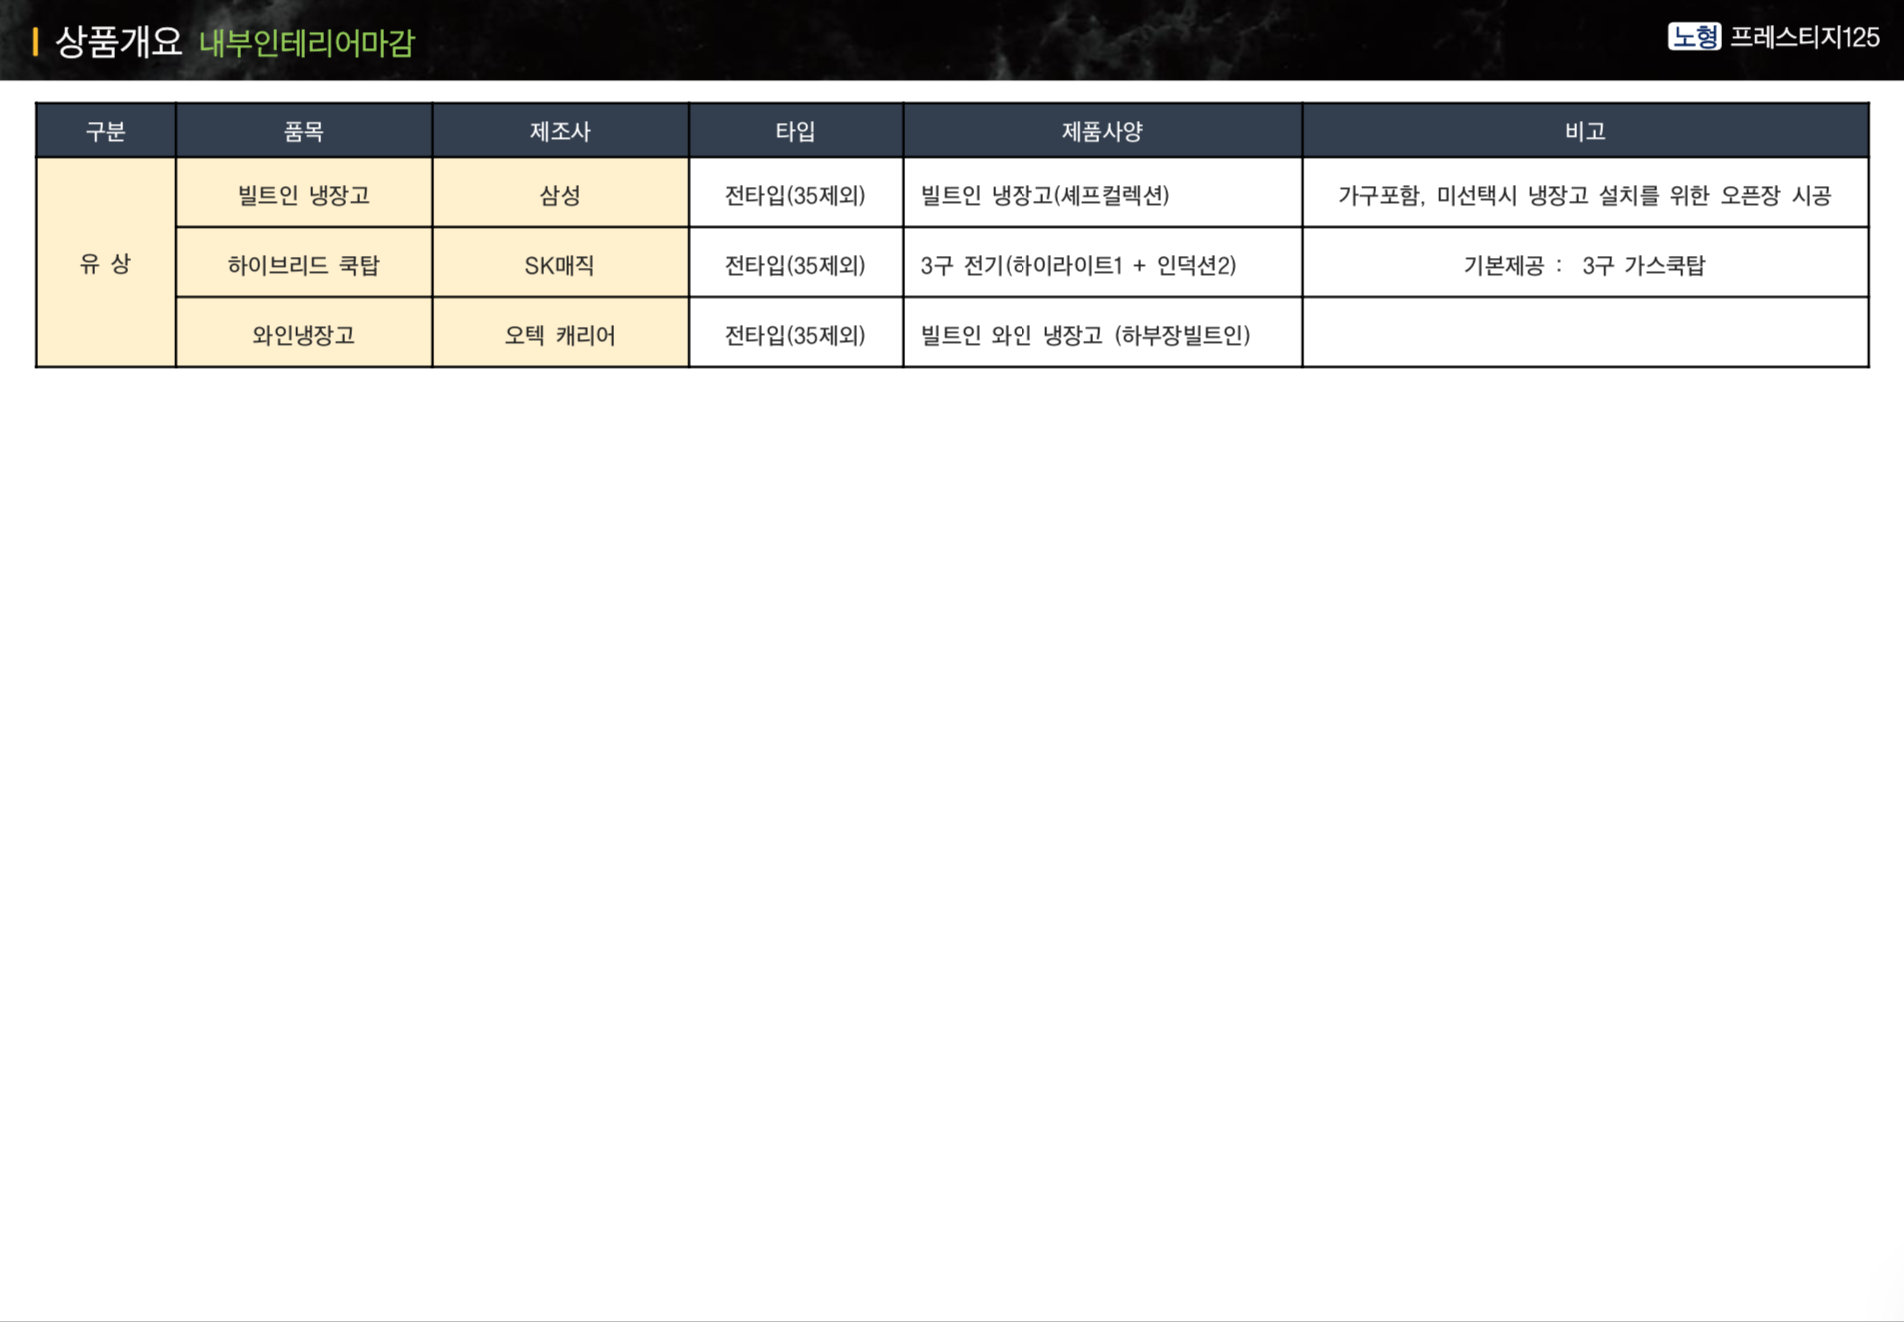 상품개요 내부인테리어마감
노형 프레스티지125
구분 품목 제조사 타입 제품사양 비고
유 상
빌트인 냉장고 삼성 전타입(35제외) 빌트인 냉장고(셰프컬렉션) 가구포함, 미선택시 냉장고 설치를 위한 오픈장 시공
하이브리드 쿡탑 SK매직 전타입(35제외) 3구 전기(하이라이트1 + 인덕션2) 기본제공 : 3구 가스쿡탑
와인냉장고 오텍 캐리어 전타입(35제외) 빌트인 와인 냉장고 (하부장빌트인)